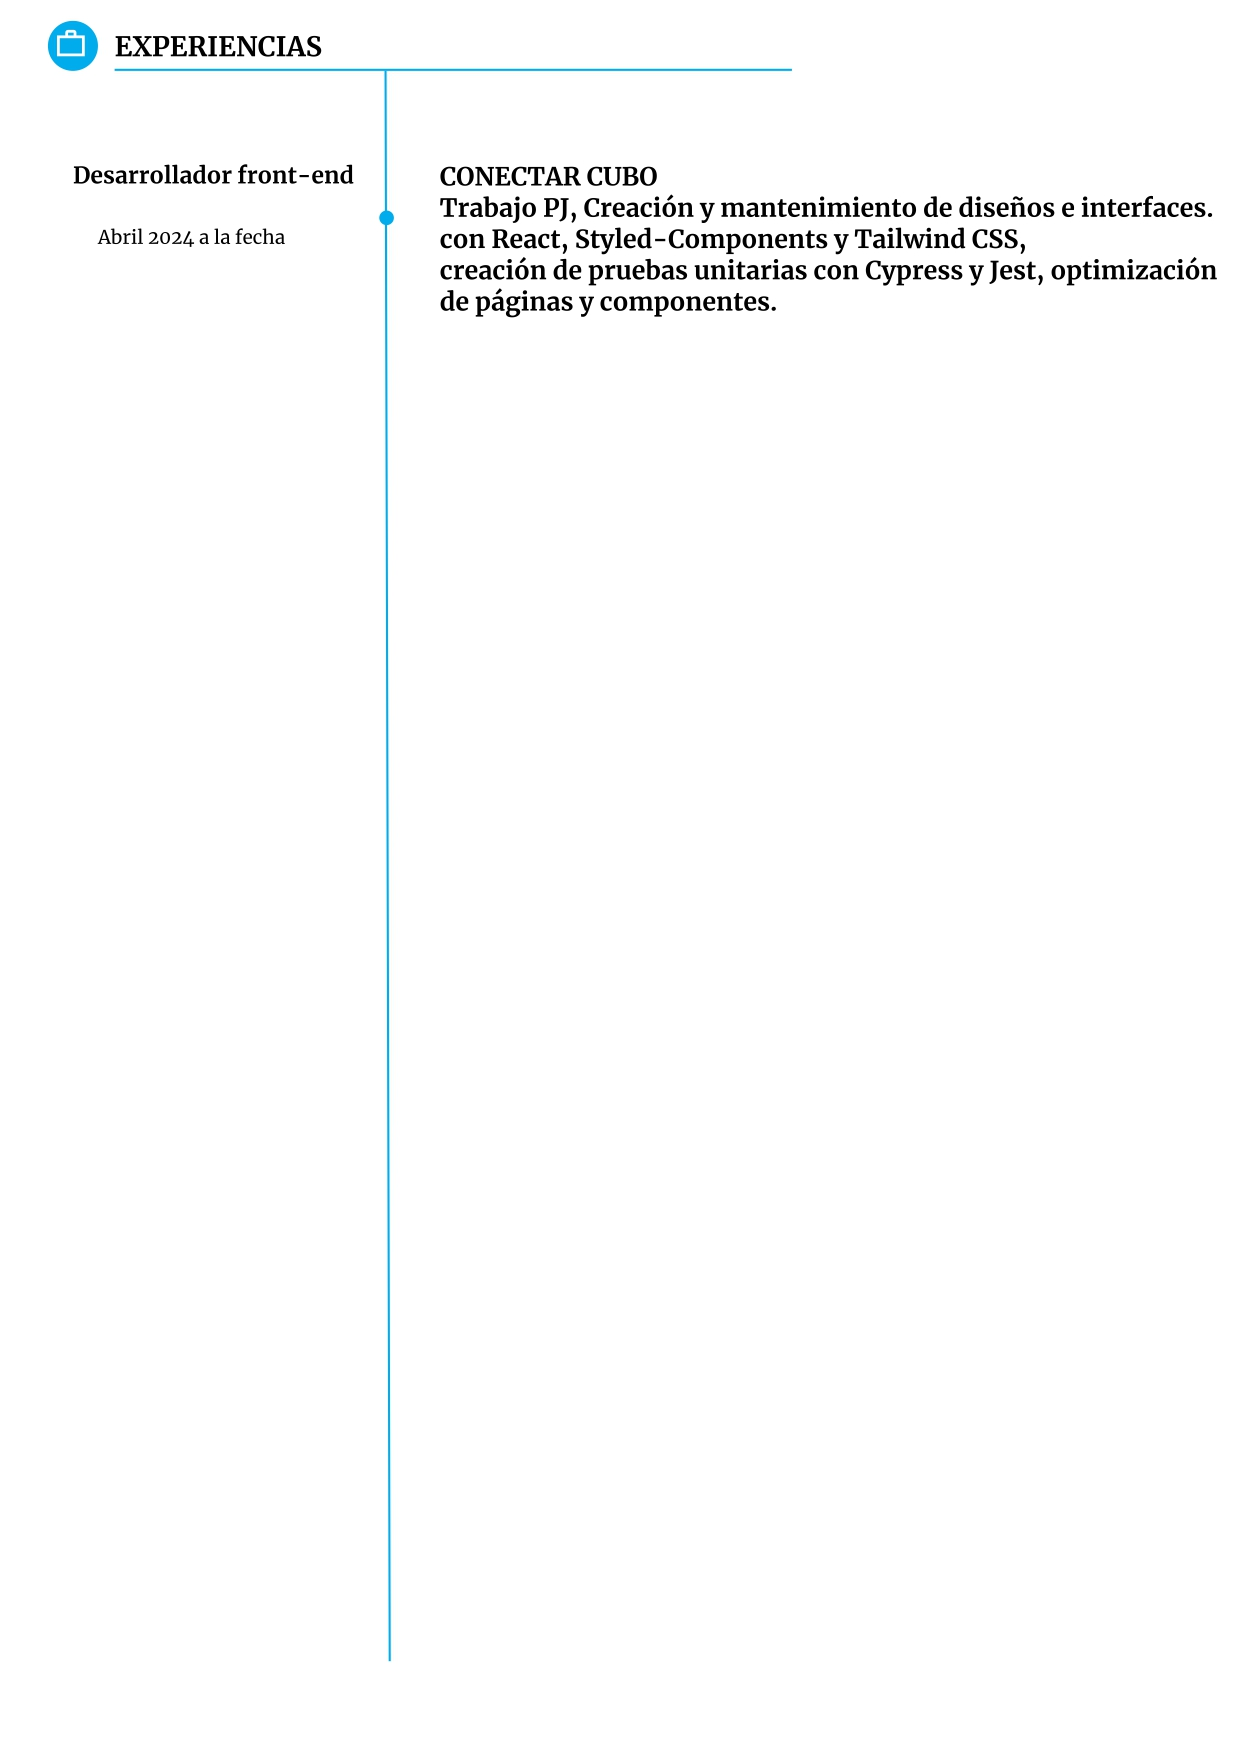 EXPERIENCIAS
Desarrollador front-end
Abril 2024 a la fecha
CONECTAR CUBO
Trabajo PJ, Creación y mantenimiento de diseños e interfaces.
con React, Styled-Components y Tailwind CSS,
creación de pruebas unitarias con Cypress y Jest, optimización
de páginas y componentes.